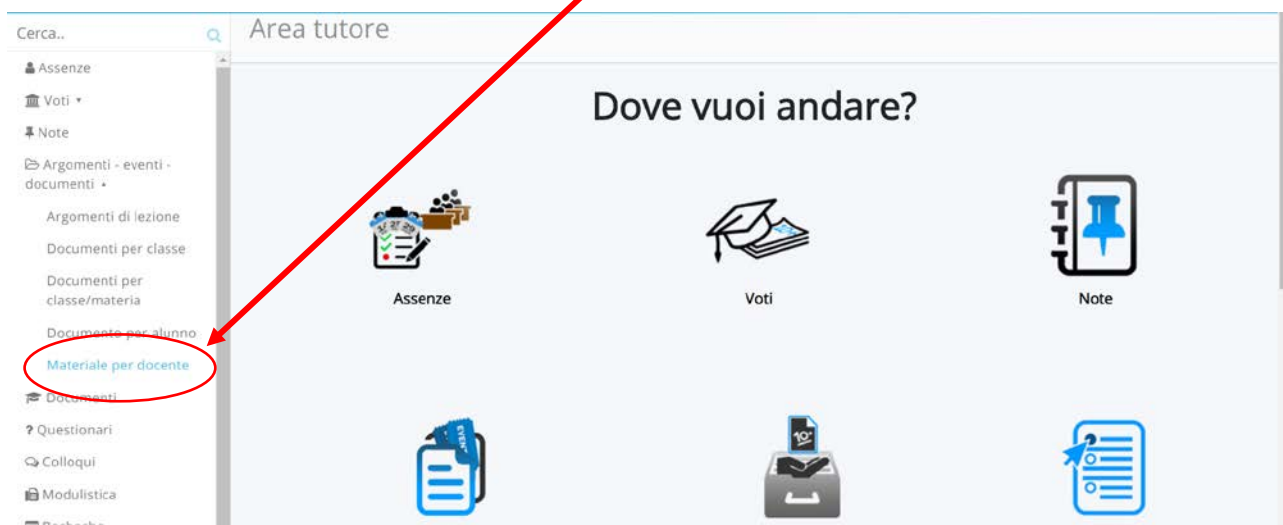 Cerca..
Area tutore
Assenze
Voti
Note
Argomenti - eventi -
documenti
Argomenti di lezione
Documenti per classe
Documenti per
classe/materia
Documento per alunno
Materiale per docente
Documenti
? Questionari
Colloqui
Modulistica
Dove vuoi andare?
Assenze
Voti
Note